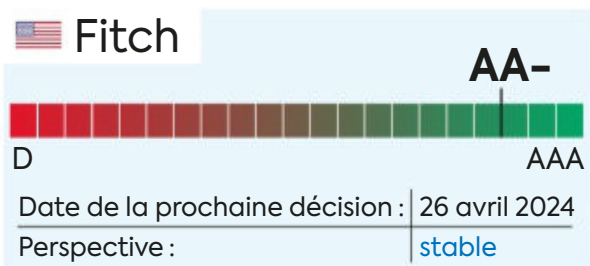 Fitch
AA-
D AAA
Date de la prochaine décision : 26 avril 2024
Perspective : stable